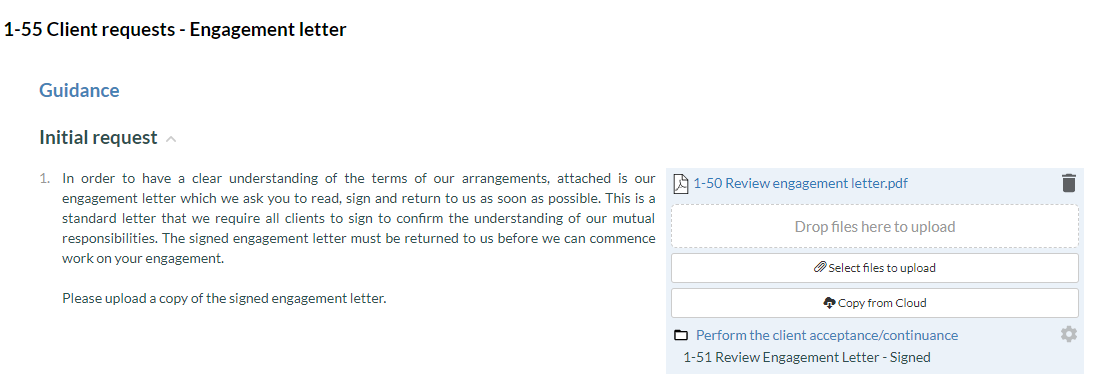 1-55 Client requests - Engagement letter
Guidance
Initial request
1. In order to have a clear understanding of the terms of our arrangements, attached is our
engagement letter which we ask you to read, sign and return to us as soon as possible. This is a
standard letter that we require all clients to sign to confirm the understanding of our mutual
responsibilities. The signed engagement letter must be returned to us before we can commence
work on your engagement.
Please upload a copy of the signed engagement letter.
1-50 Review engagement letter.pdf
Drop files here to upload
Select files to upload
Copy from Cloud
Perform the client acceptance/continuance
1-51 Review Engagement Letter - Signed